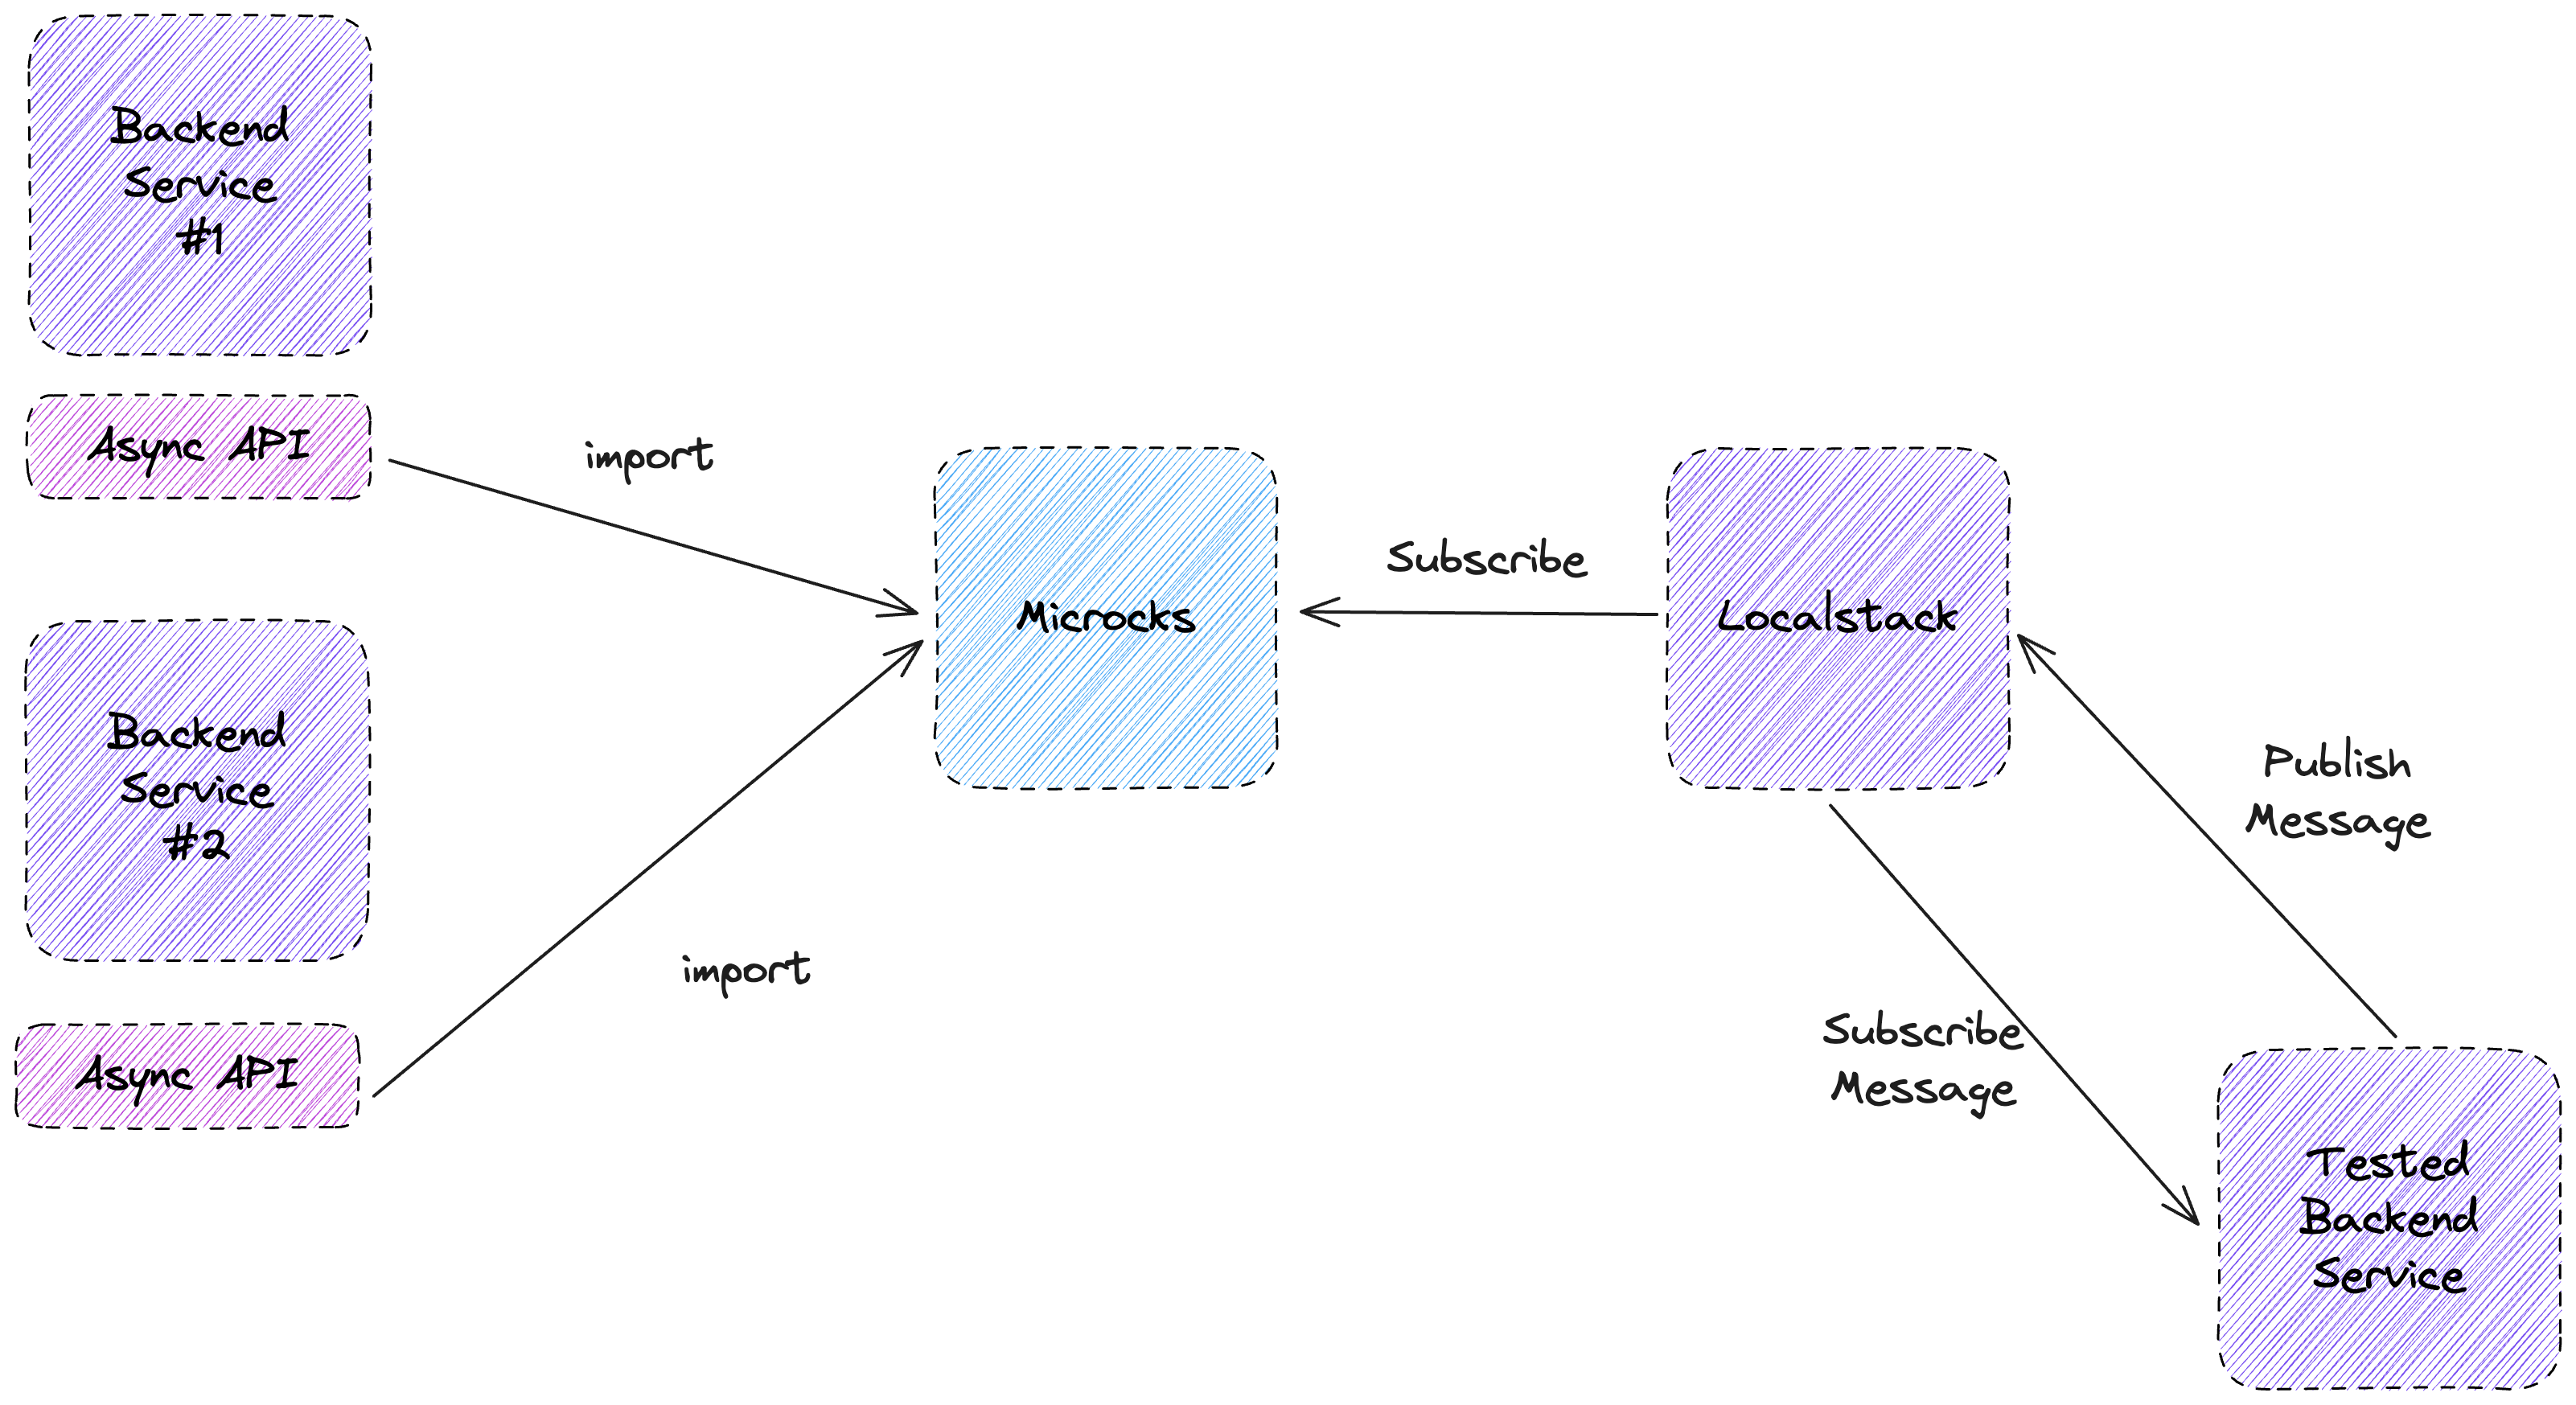 Backend
Service
#1
Async API
import
Backend
Service
#2
Async API
import
Microcks
Subscribe
Localstack
Publish
Message
Subscribe
Message
Tested
Backend
Service